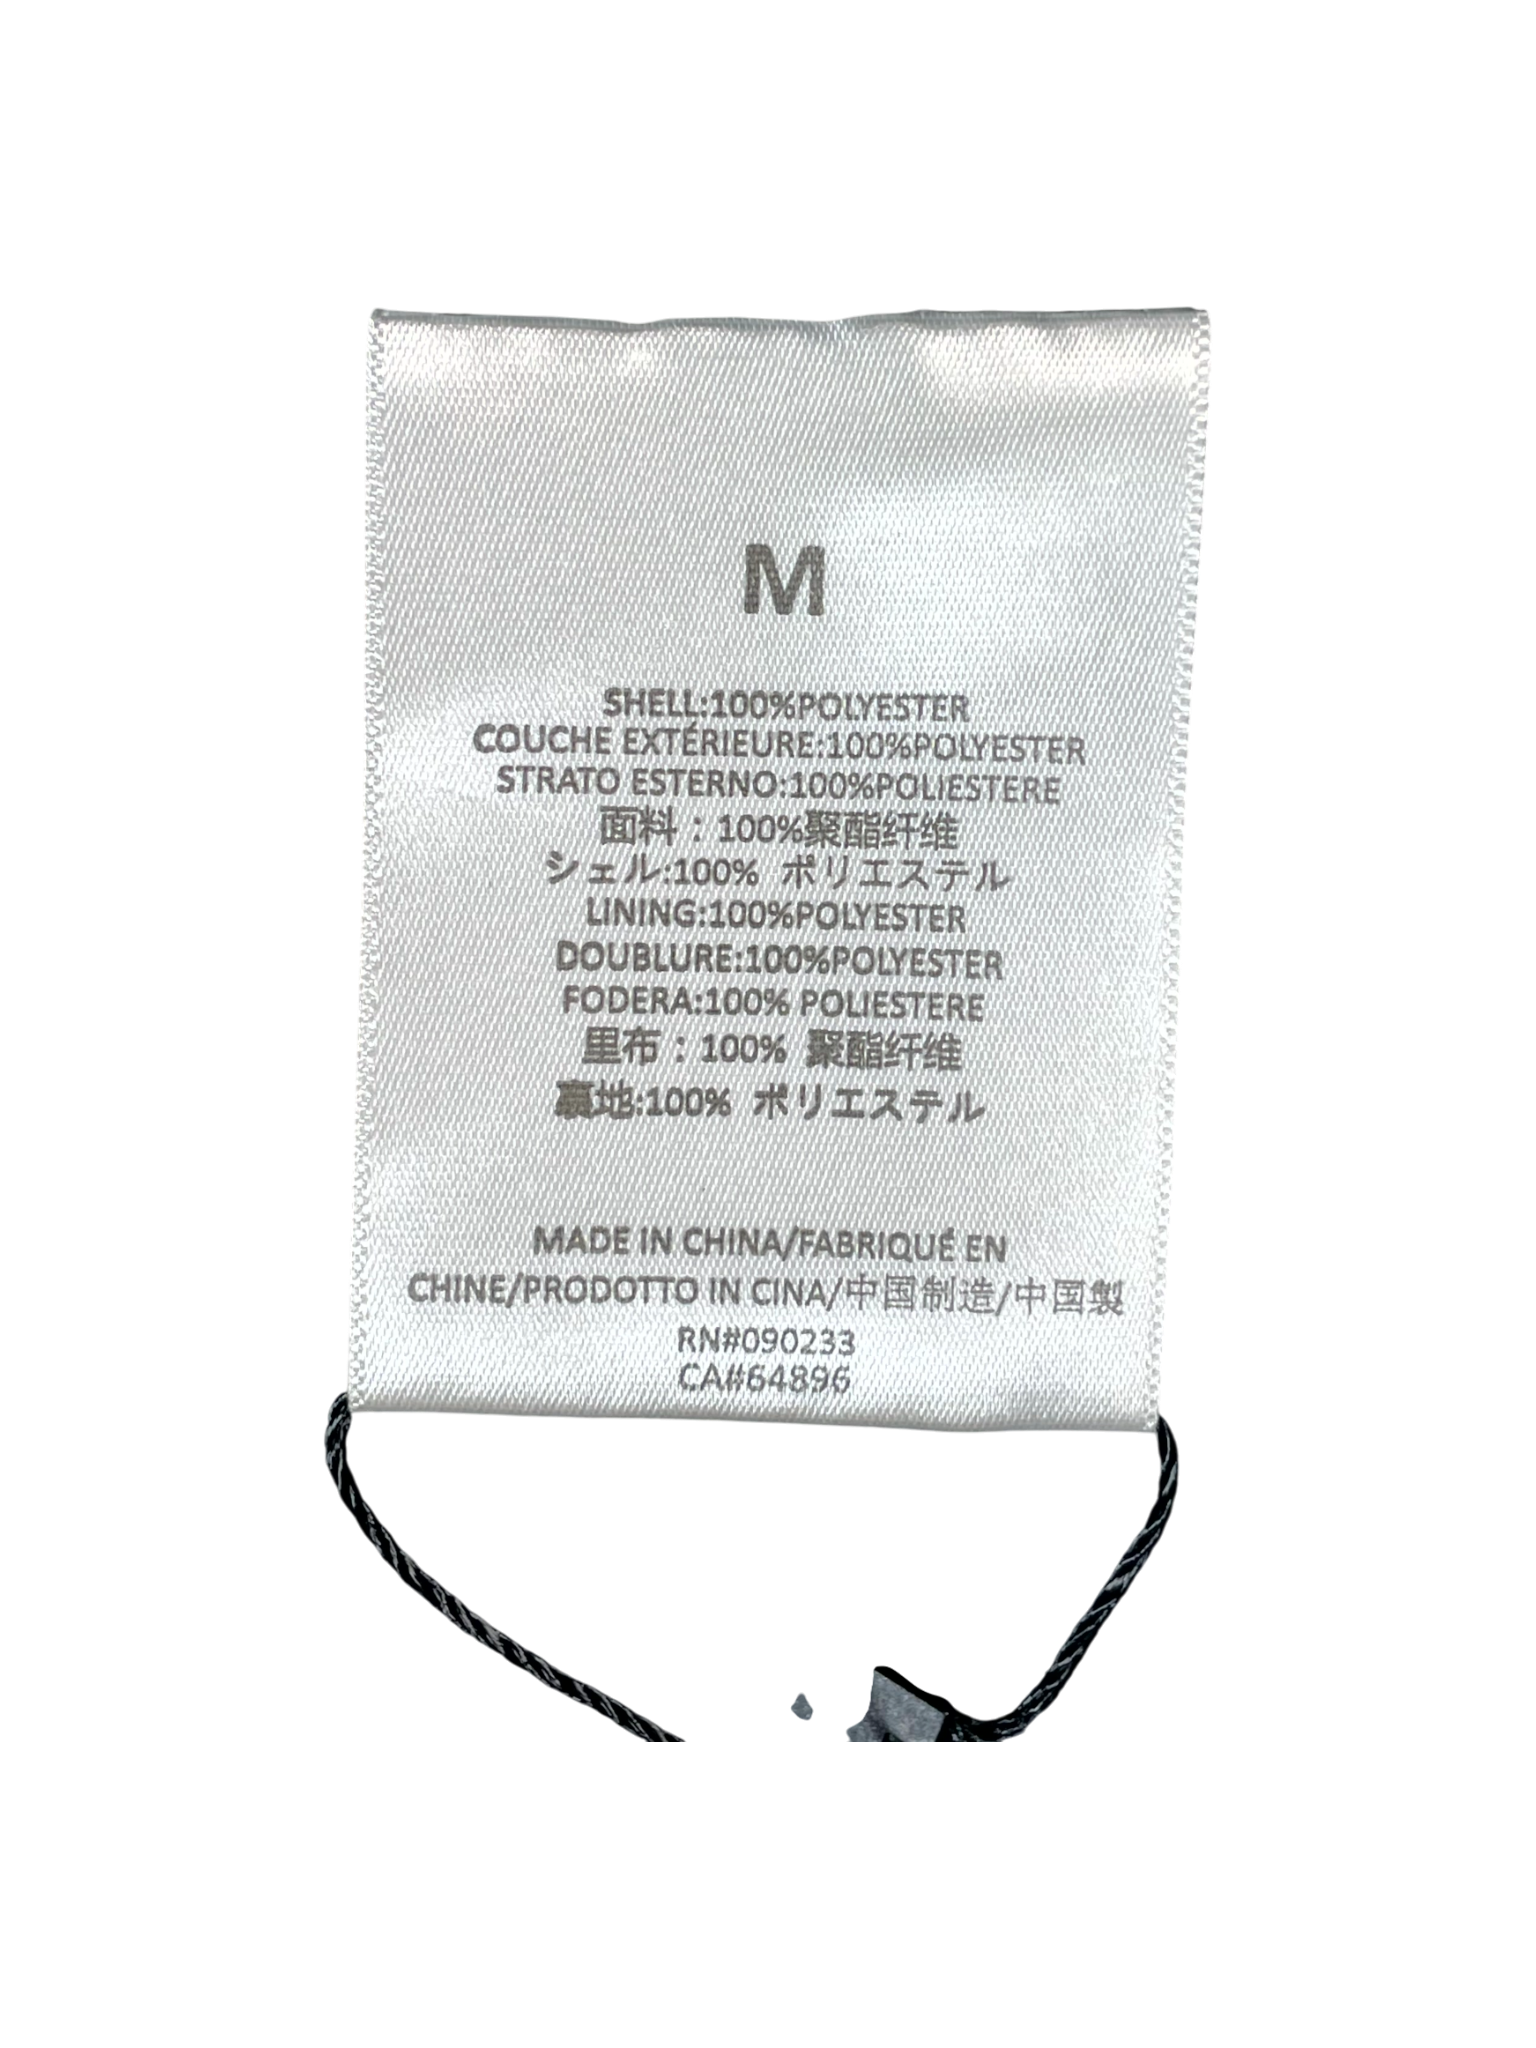 M
SHELL:100%POLYESTER
COUCHE EXTÉRIEURE:100%POLYESTER
STRATO ESTERNO:100%POLIESTERE
面料：100%聚酯纤维
シェル:100% ポリエステル
LINING:100%POLYESTER
DOUBLURE:100%POLYESTER
FODERA:100% POLIESTERE
里布：100% 聚酯纤维
裏地:100% ポリエステル
MADE IN CHINA/FABRIQUÉ EN
CHINE/PRODOTTO IN CINA/中国制造/中国製
RN#090233
CA#64896